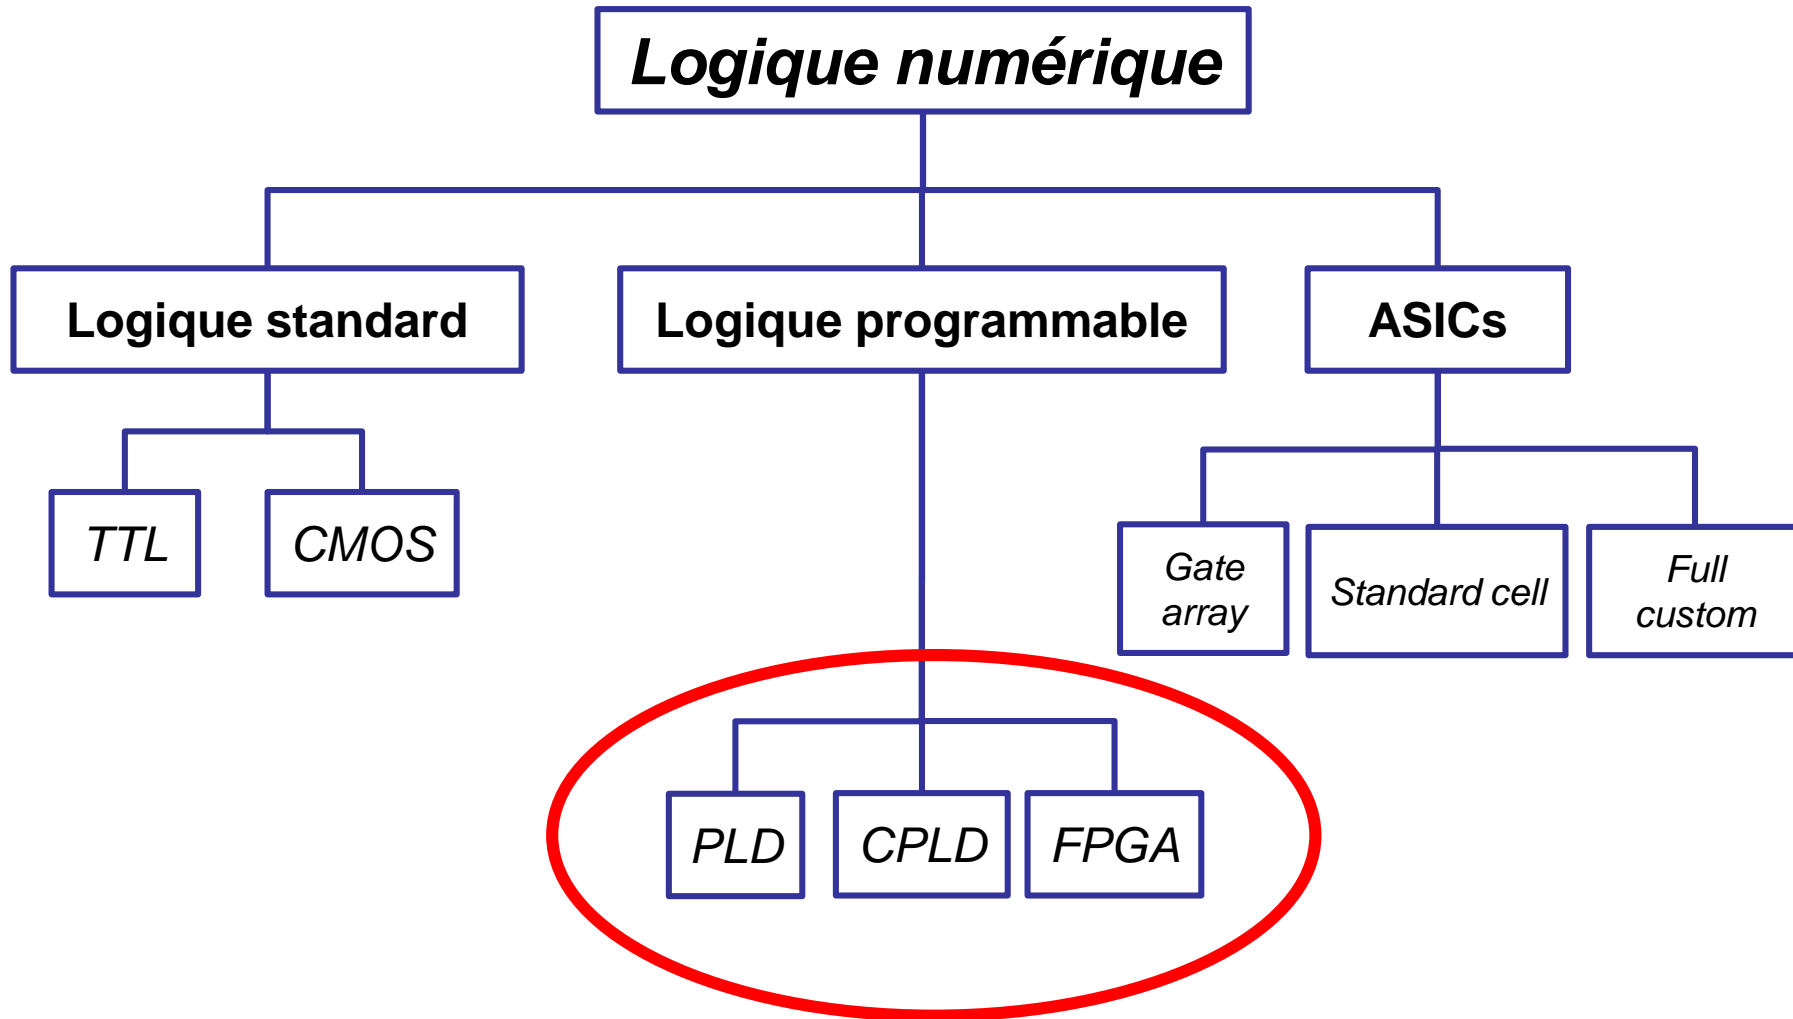 Logique numérique
Logique standard
Logique programmable
ASICs
TTL
CMOS
Gate
array
Standard cell
Full
custom
PLD
CPLD
FPGA